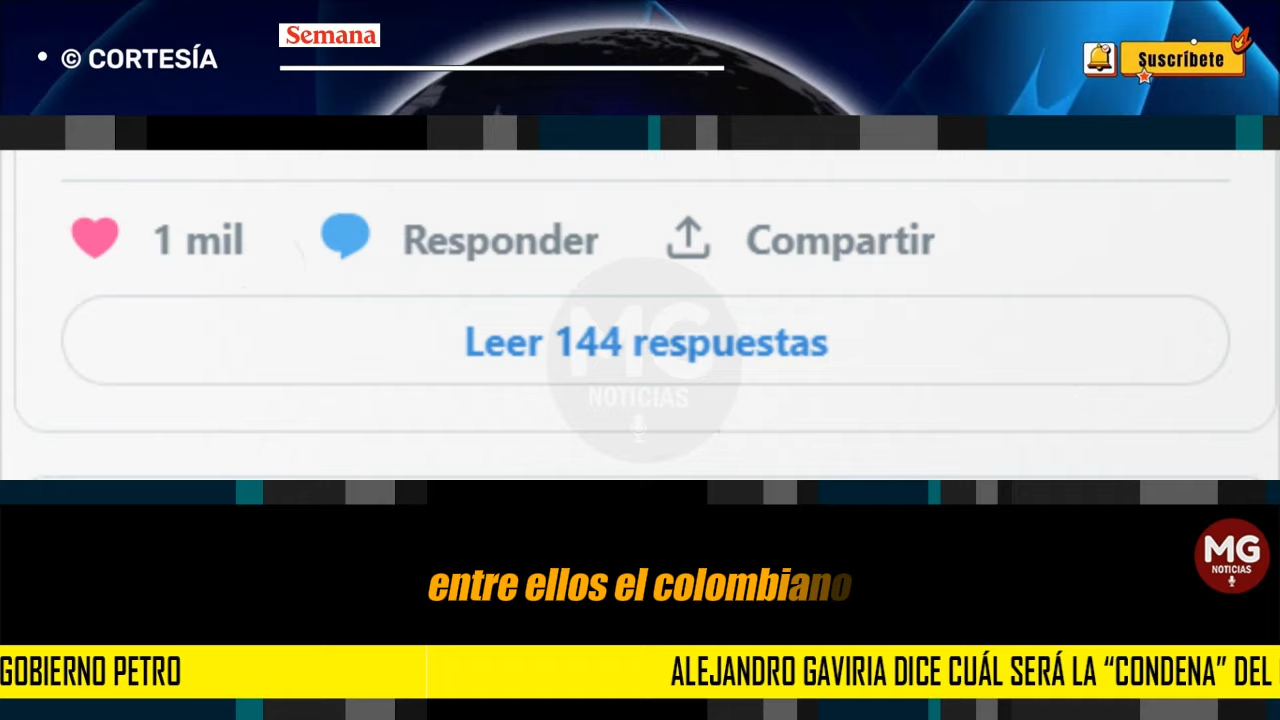 • © CORTESÍA
Semana
Suscríbete
1 mil
Responder
Compartir
Leer 144 respuestas
MG
NOTICIAS
entre ellos el colombiano
MG
NOTICIAS
GOBIERNO PETRO
ALEJANDRO GAVIRIA DICE CUÁL SERÁ LA “CONDENA” DEL